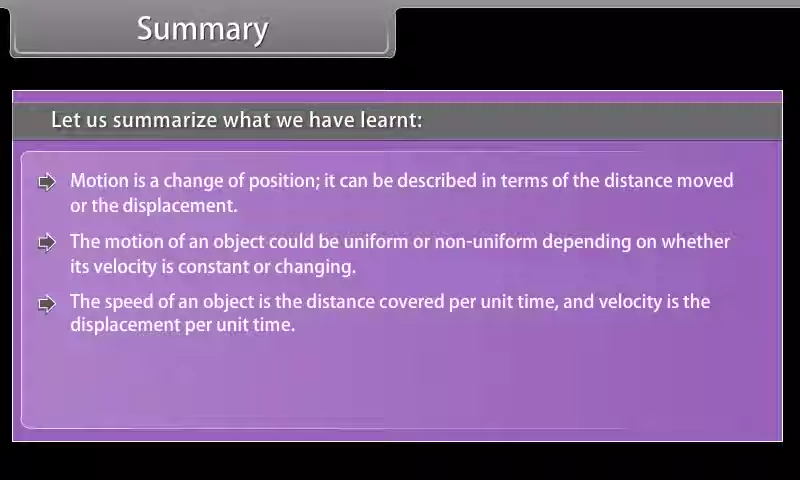 Summary
Let us summarize what we have learnt:
Motion is a change of position; it can be described in terms of the distance moved
or the displacement.
The motion of an object could be uniform or non-uniform depending on whether
its velocity is constant or changing.
The speed of an object is the distance covered per unit time, and velocity is the
displacement per unit time.